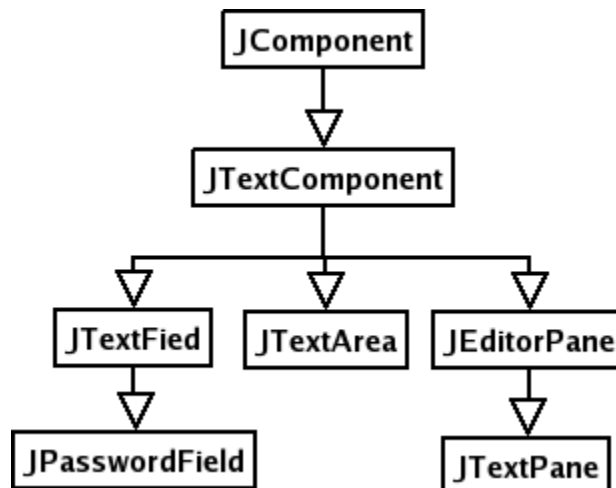 JComponent
JTextComponent
JTextFied
JTextArea
JEditorPane
JPasswordField
JTextPane